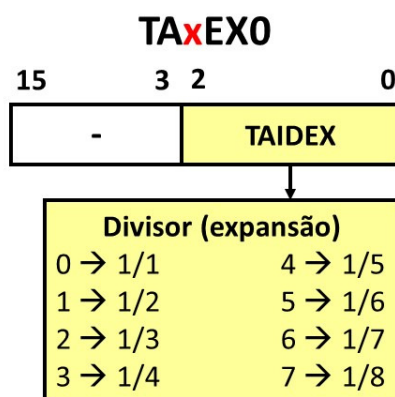 TAxEX0
15 3 2 0
- TAIDEX
Divisor (expansão)
0 → 1/1 4 → 1/5
1 → 1/2 5 → 1/6
2 → 1/3 6 → 1/7
3 → 1/4 7 → 1/8